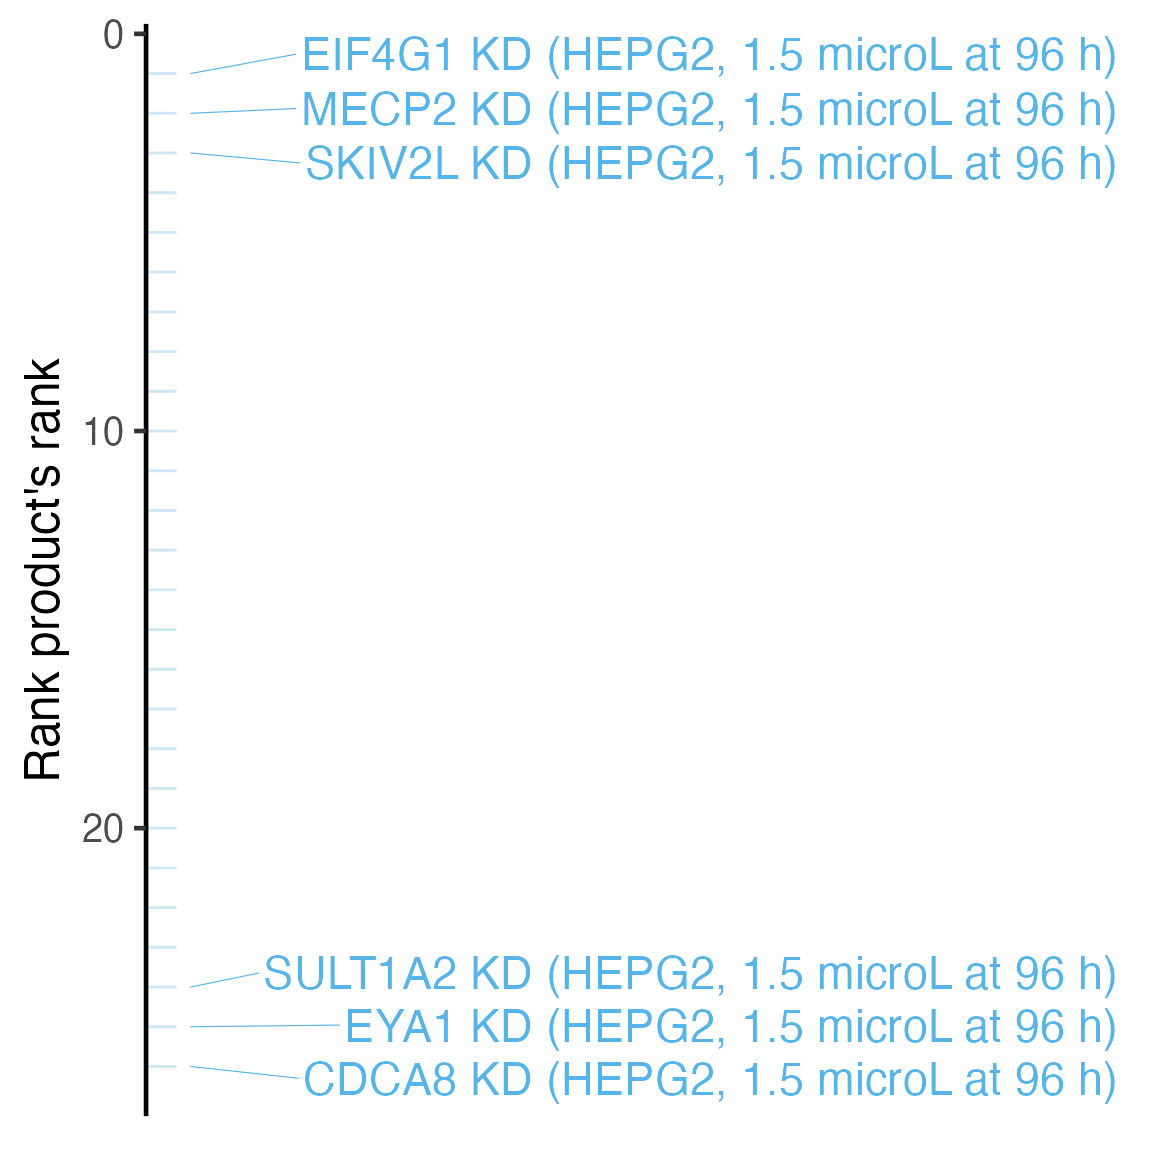 0
EIF4G1 KD (HEPG2, 1.5 microL at 96 h)
MECP2 KD (HEPG2, 1.5 microL at 96 h)
SKIV2L KD (HEPG2, 1.5 microL at 96 h)
Rank product's rank
10
20
SULT1A2 KD (HEPG2, 1.5 microL at 96 h)
EYA1 KD (HEPG2, 1.5 microL at 96 h)
CDCA8 KD (HEPG2, 1.5 microL at 96 h)